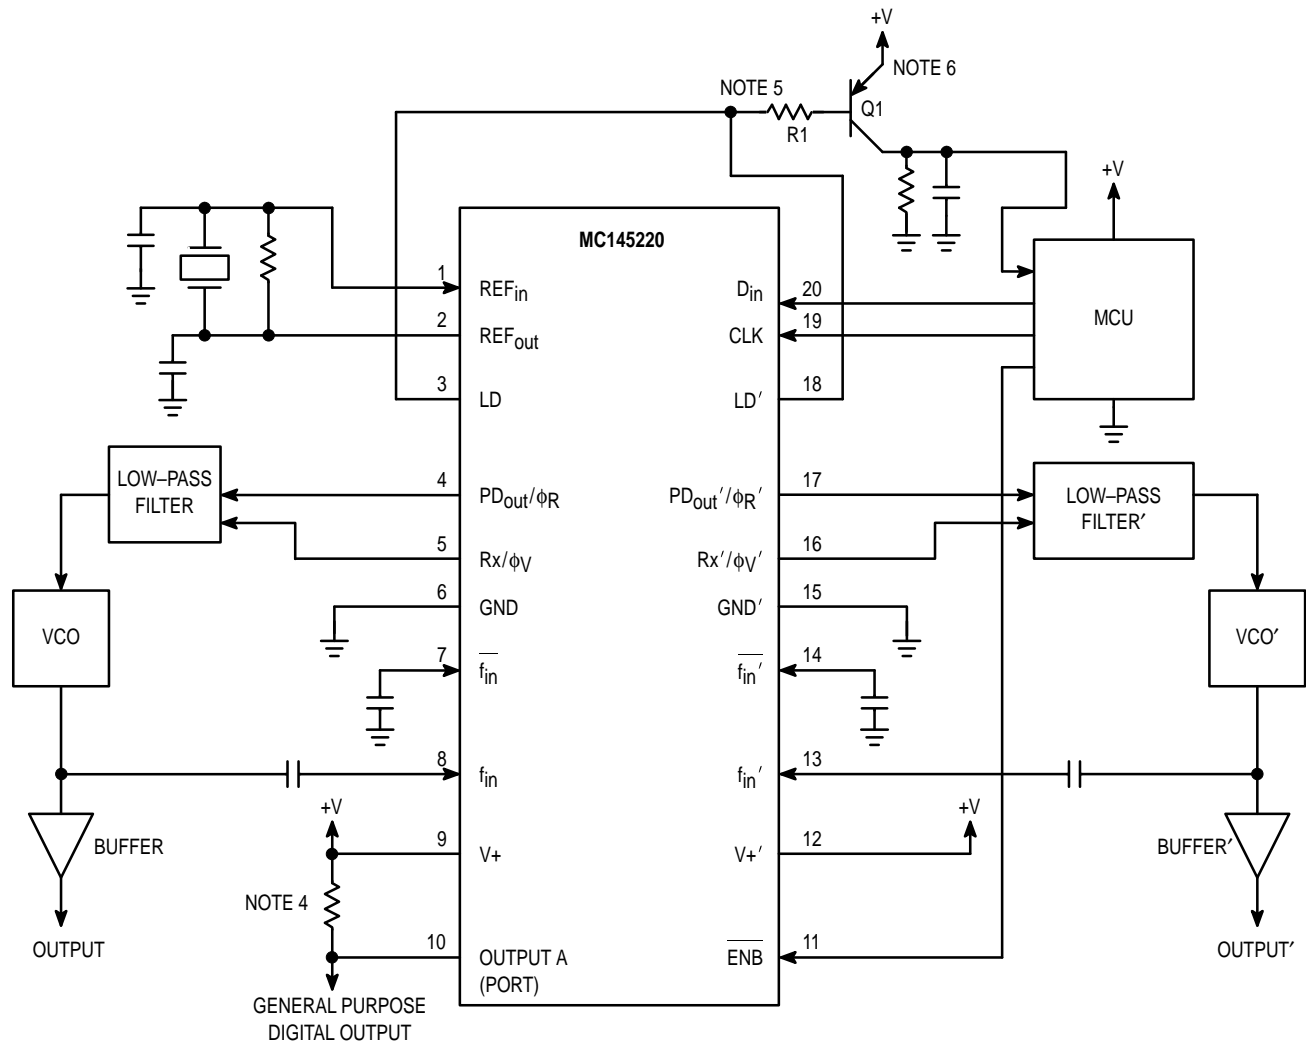 +V
NOTE 6
NOTE 5
Q1
R1
+V
MC145220
1
REFin
2
REFout
3
LD
Din
20
CLK
19
LD′
18
MCU
LOW–PASS
FILTER
4
PDout/ϕR
5
Rx/ϕV
6
GND
7
fin
8
fin
+V
9
V+
NOTE 4
10
OUTPUT A
(PORT)
GENERAL PURPOSE
DIGITAL OUTPUT
VCO
BUFFER
OUTPUT
PDout′/ϕR′
17
Rx′/ϕV′
16
GND′
15
fin′
14
fin′
13
V+′
12
+V
ENB
11
LOW–PASS
FILTER′
VCO′
BUFFER′
OUTPUT′